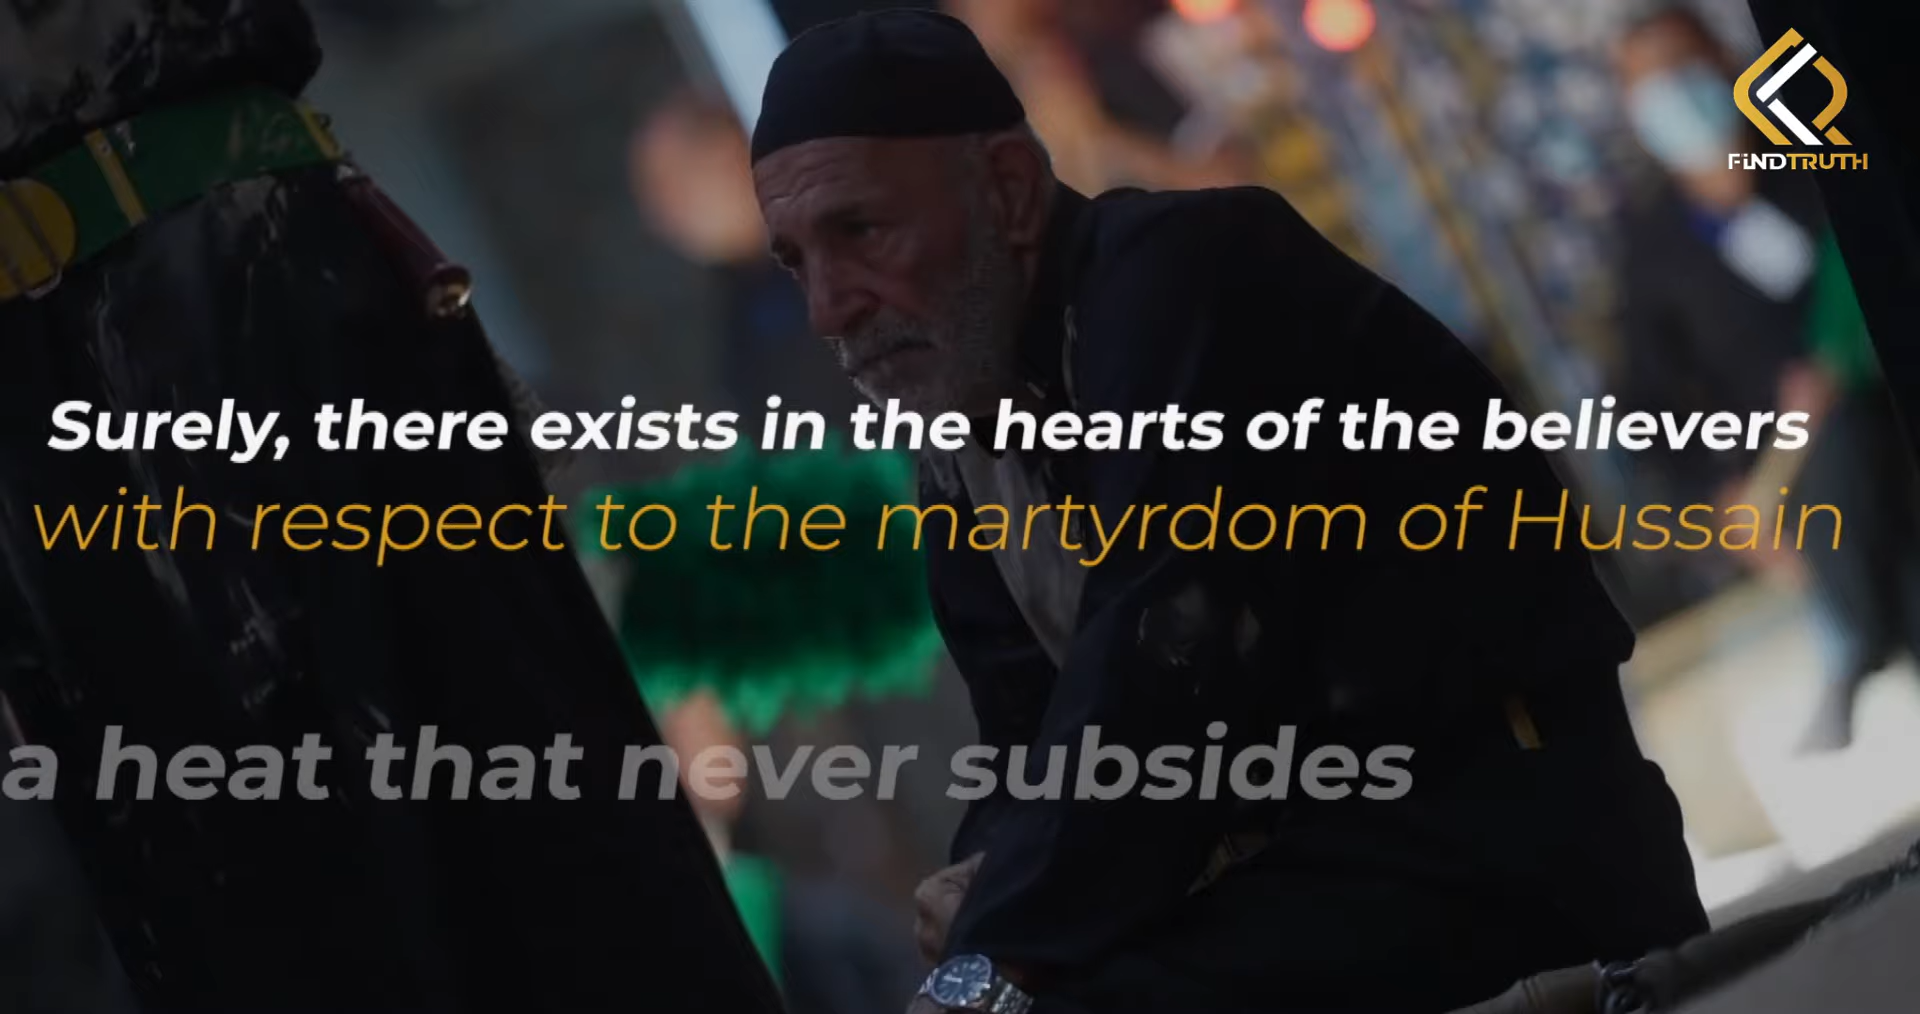 FiNDTRUTH
Surely, there exists in the hearts of the believers
with respect to the martyrdom of Hussain
a heat that never subsides